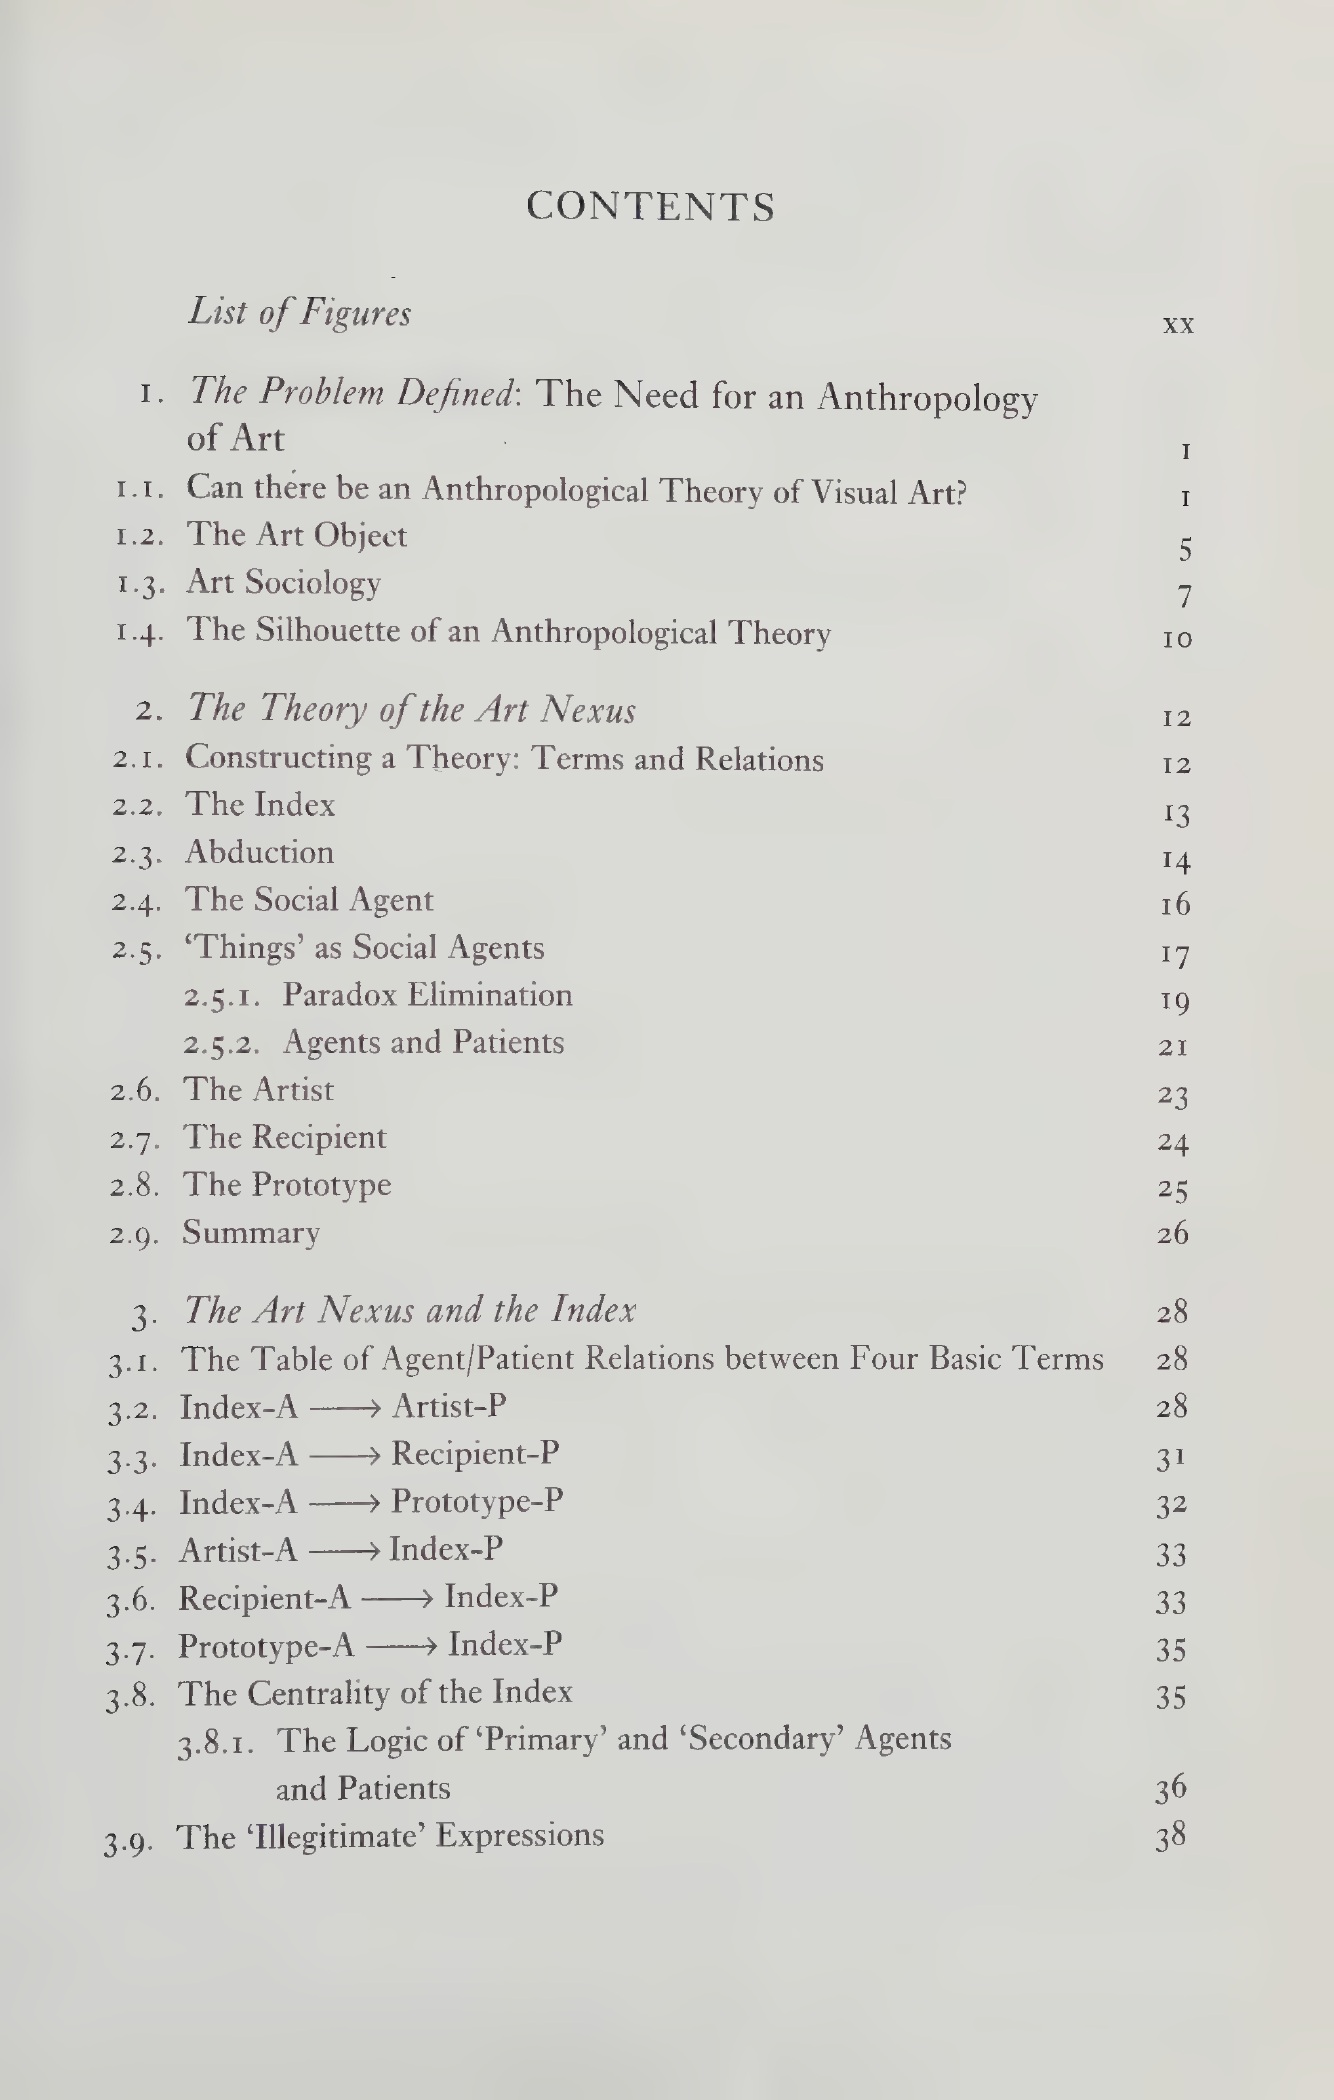 CONTENTS
List of Figures xx
1. The Problem Defined: The Need for an Anthropology
of Art 1
1.1. Can there be an Anthropological Theory of Visual Art? 1
1.2. The Art Object 5
1.3. Art Sociology 7
1.4. The Silhouette of an Anthropological Theory 10
2. The Theory of the Art Nexus 12
2.1. Constructing a Theory: Terms and Relations 12
2.2. The Index 13
2.3. Abduction 14
2.4. The Social Agent 16
2.5. ‘Things’ as Social Agents 17
2.5.1. Paradox Elimination 19
2.5.2. Agents and Patients 21
2.6. The Artist 23
2.7. The Recipient 24
2.8. The Prototype 25
2.9. Summary 26
3. The Art Nexus and the Index 28
3.1. The Table of Agent/Patient Relations between Four Basic Terms 28
3.2. Index-A ⟶ Artist-P 28
3.3. Index-A ⟶ Recipient-P 31
3.4. Index-A ⟶ Prototype-P 32
3.5. Artist-A ⟶ Index-P 33
3.6. Recipient-A ⟶ Index-P 33
3.7. Prototype-A ⟶ Index-P 35
3.8. The Centrality of the Index 35
3.8.1. The Logic of ‘Primary’ and ‘Secondary’ Agents
and Patients 36
3.9. The ‘Illegitimate’ Expressions 38